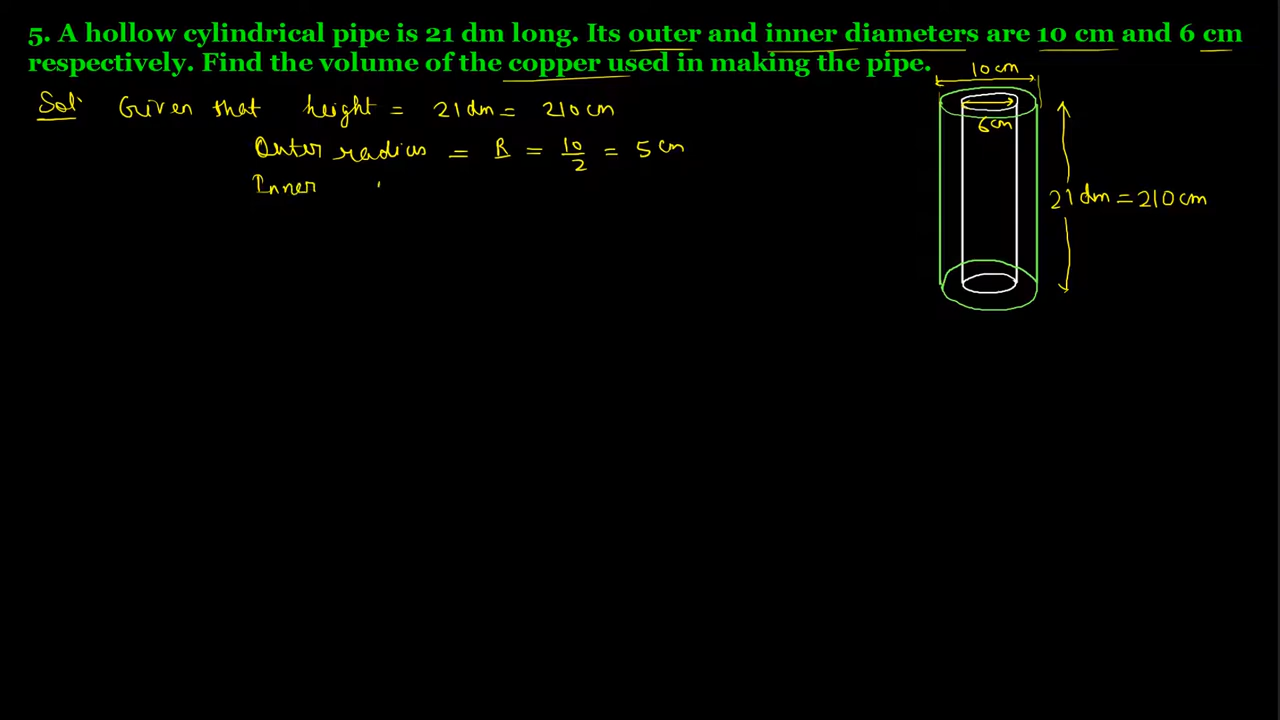 5. A hollow cylindrical pipe is 21 dm long. Its outer and inner diameters are 10 cm and 6 cm
respectively. Find the volume of the copper used in making the pipe.
10 cm
Sol: Given that height = 21 dm = 210 cm
6 cm
Outer radius = R = 10/2 = 5 cm
Inner
21 dm = 210 cm